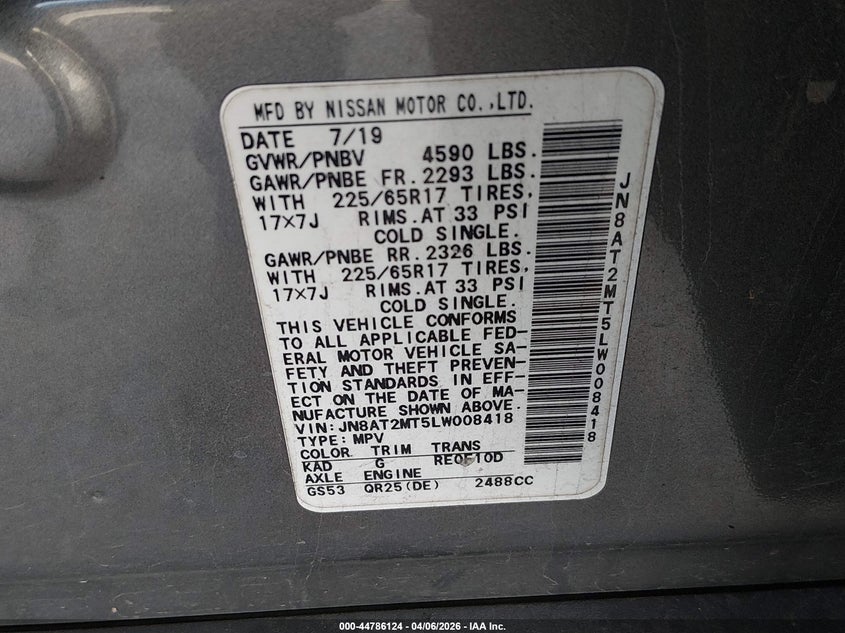 MFD BY NISSAN MOTOR CO.,LTD.
DATE 7/19
GVWR/PNBV 4590 LBS.
GAWR/PNBE FR.2293 LBS.
WITH 225/65R17 TIRES,
17×7J RIMS.AT 33 PSI
COLD SINGLE.
GAWR/PNBE RR.2326 LBS.
WITH 225/65R17 TIRES,
17×7J RIMS.AT 33 PSI
COLD SINGLE.
THIS VEHICLE CONFORMS
TO ALL APPLICABLE FED-
ERAL MOTOR VEHICLE SA-
FETY AND THEFT PREVEN-
TION STANDARDS IN EFF-
ECT ON THE DATE OF MA-
NUFACTURE SHOWN ABOVE.
VIN:JN8AT2MT5LW008418
TYPE:MPV
COLOR TRIM TRANS
KAD G RE0F10D
AXLE ENGINE
GS53 QR25(DE) 2488CC
JN8AT2MT5LW008418
000-44786124 - 04/06/2026 - IAA Inc.